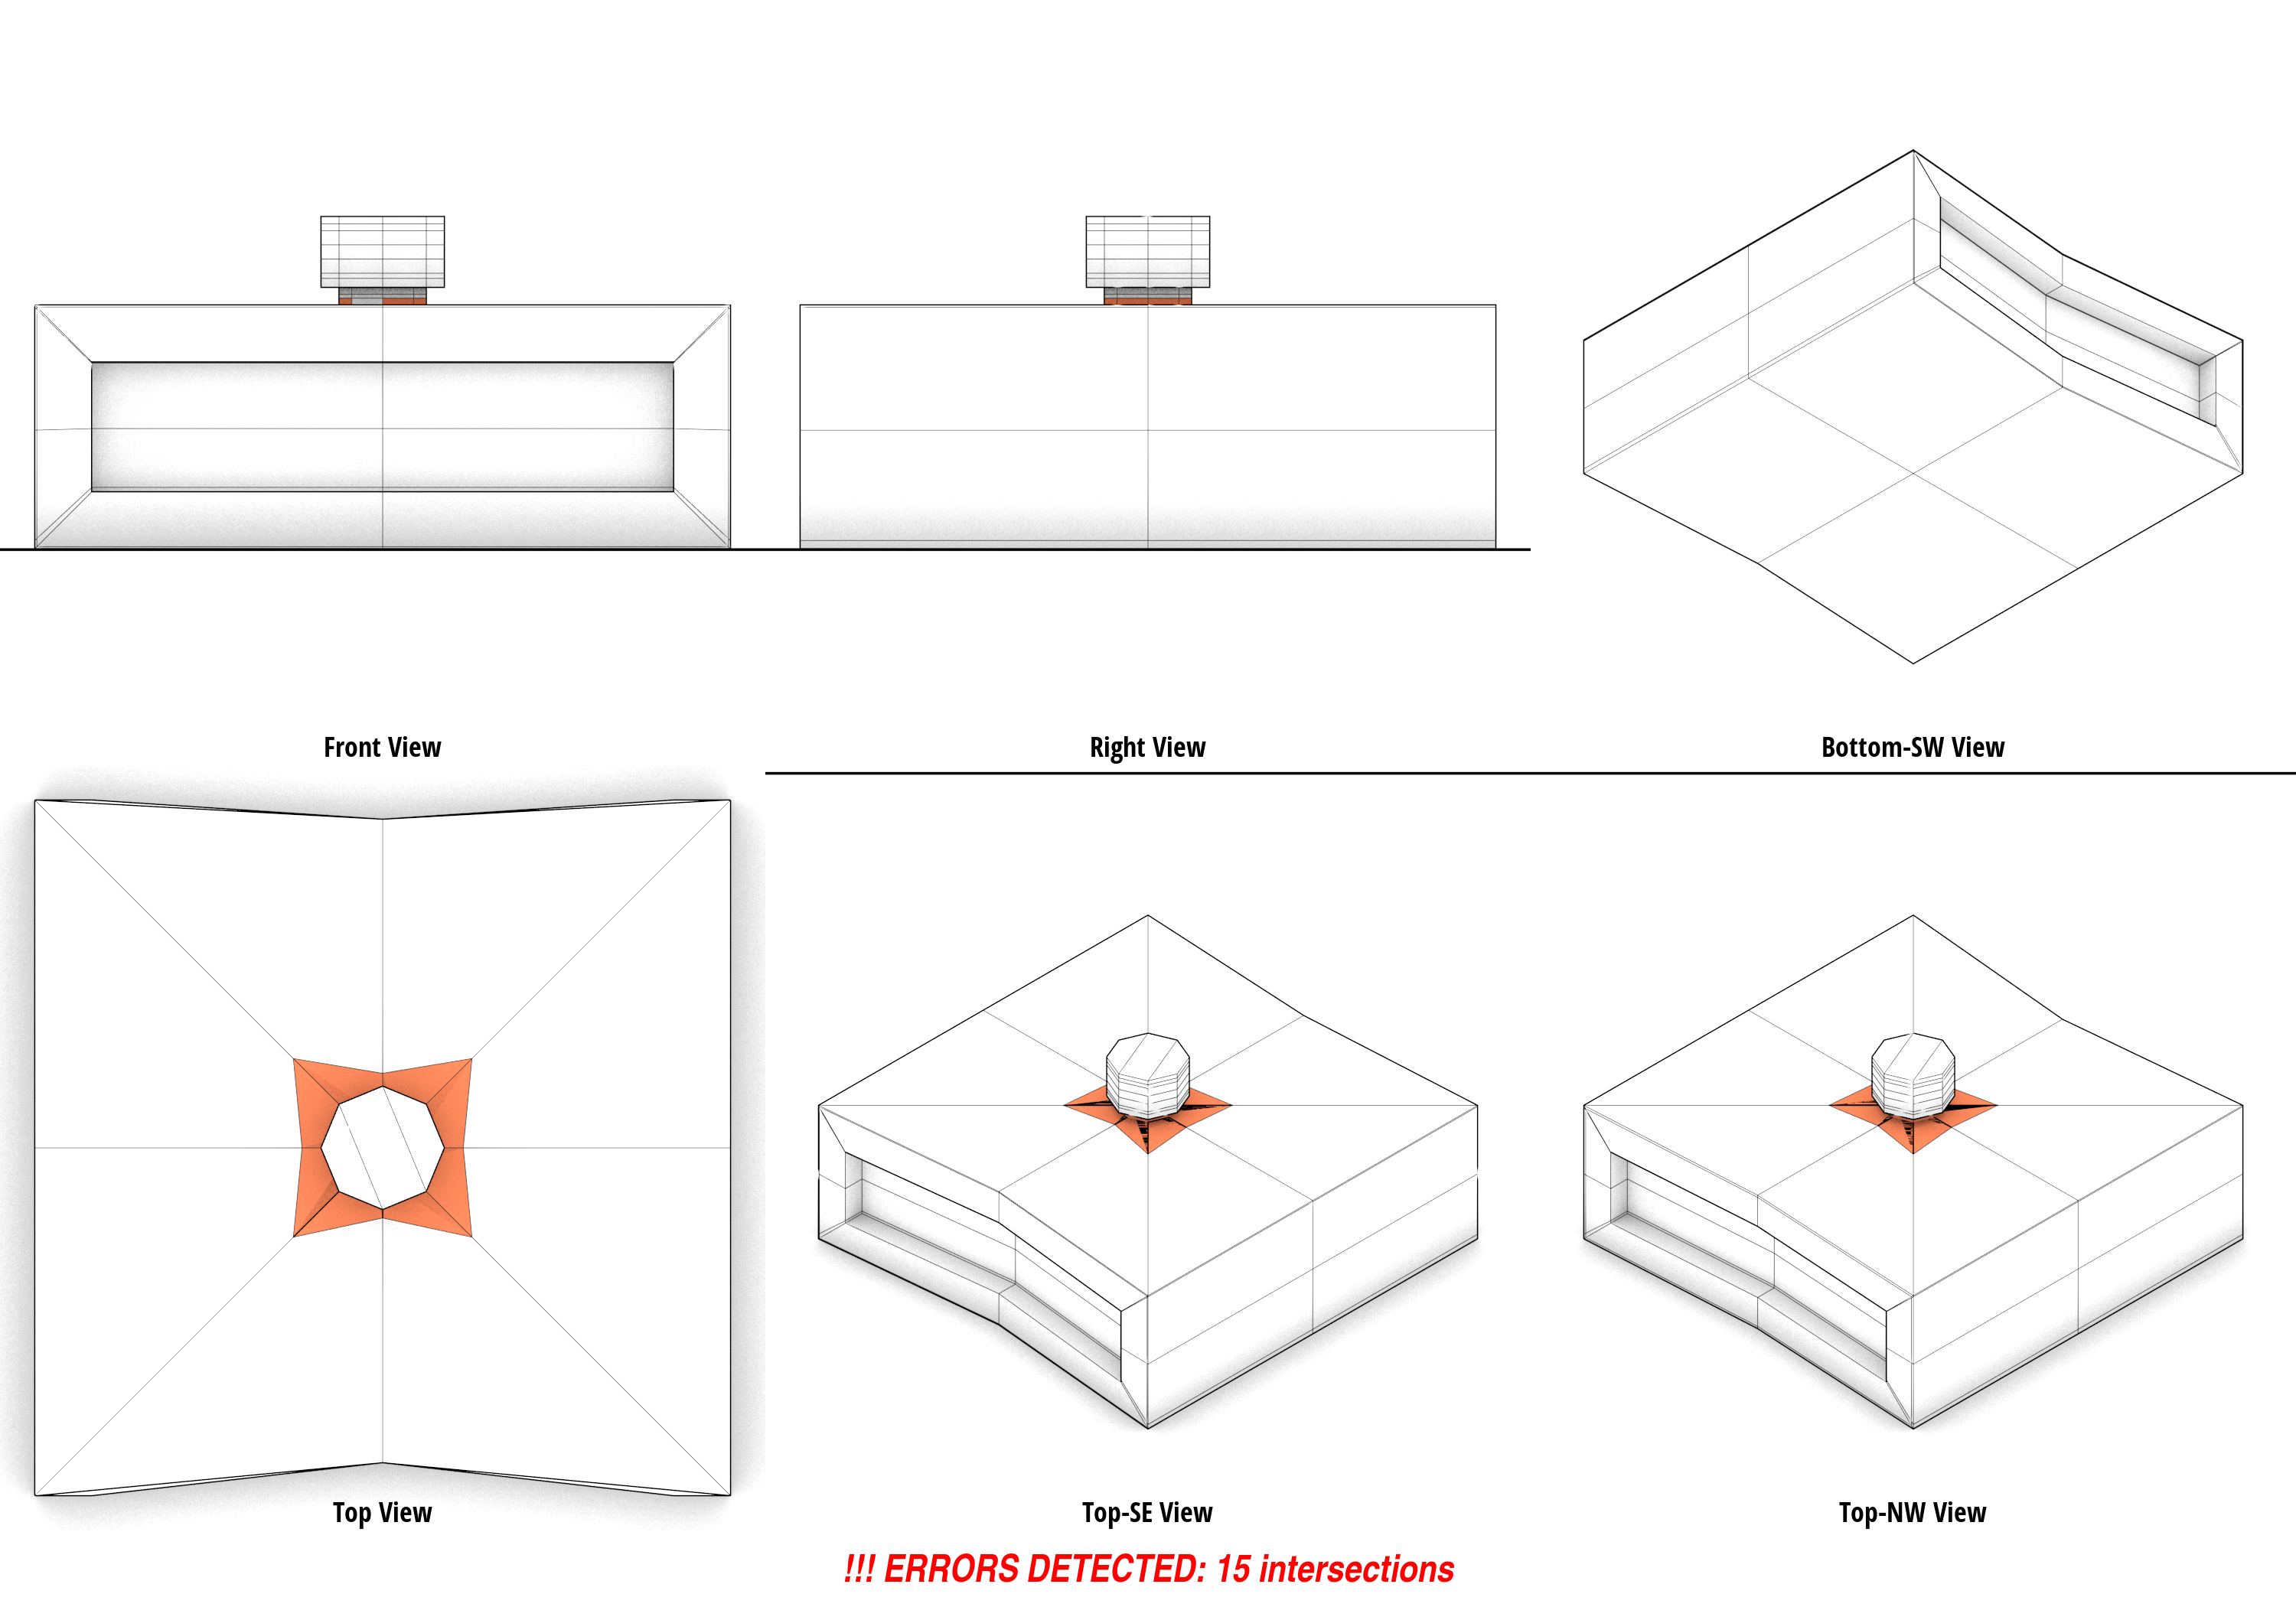 Front View
Right View
Bottom-SW View
Top View
Top-SE View
Top-NW View
!!! ERRORS DETECTED: 15 intersections